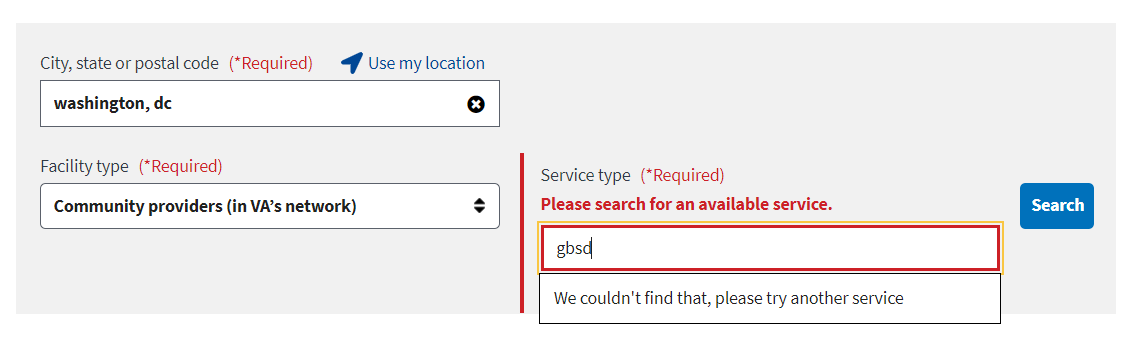 City, state or postal code (*Required) Use my location
washington, dc
Facility type (*Required)
Community providers (in VA’s network)
Service type (*Required)
Please search for an available service.
gbsd
We couldn't find that, please try another service
Search